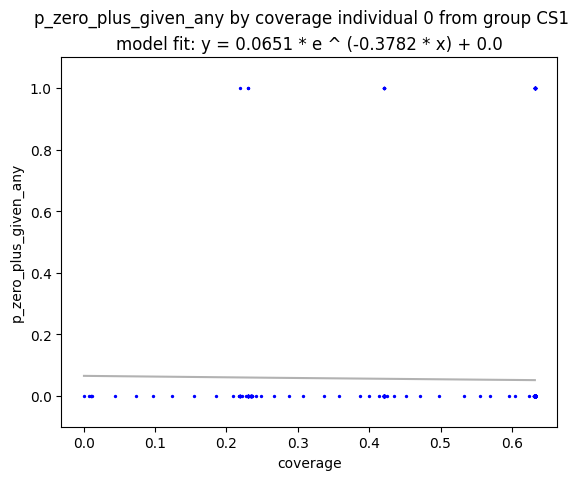 p_zero_plus_given_any by coverage individual 0 from group CS1
model fit: y = 0.0651 * e ^ (-0.3782 * x) + 0.0
1.0
0.8
0.6
0.4
0.2
0.0
p_zero_plus_given_any
0.0 0.1 0.2 0.3 0.4 0.5 0.6
coverage